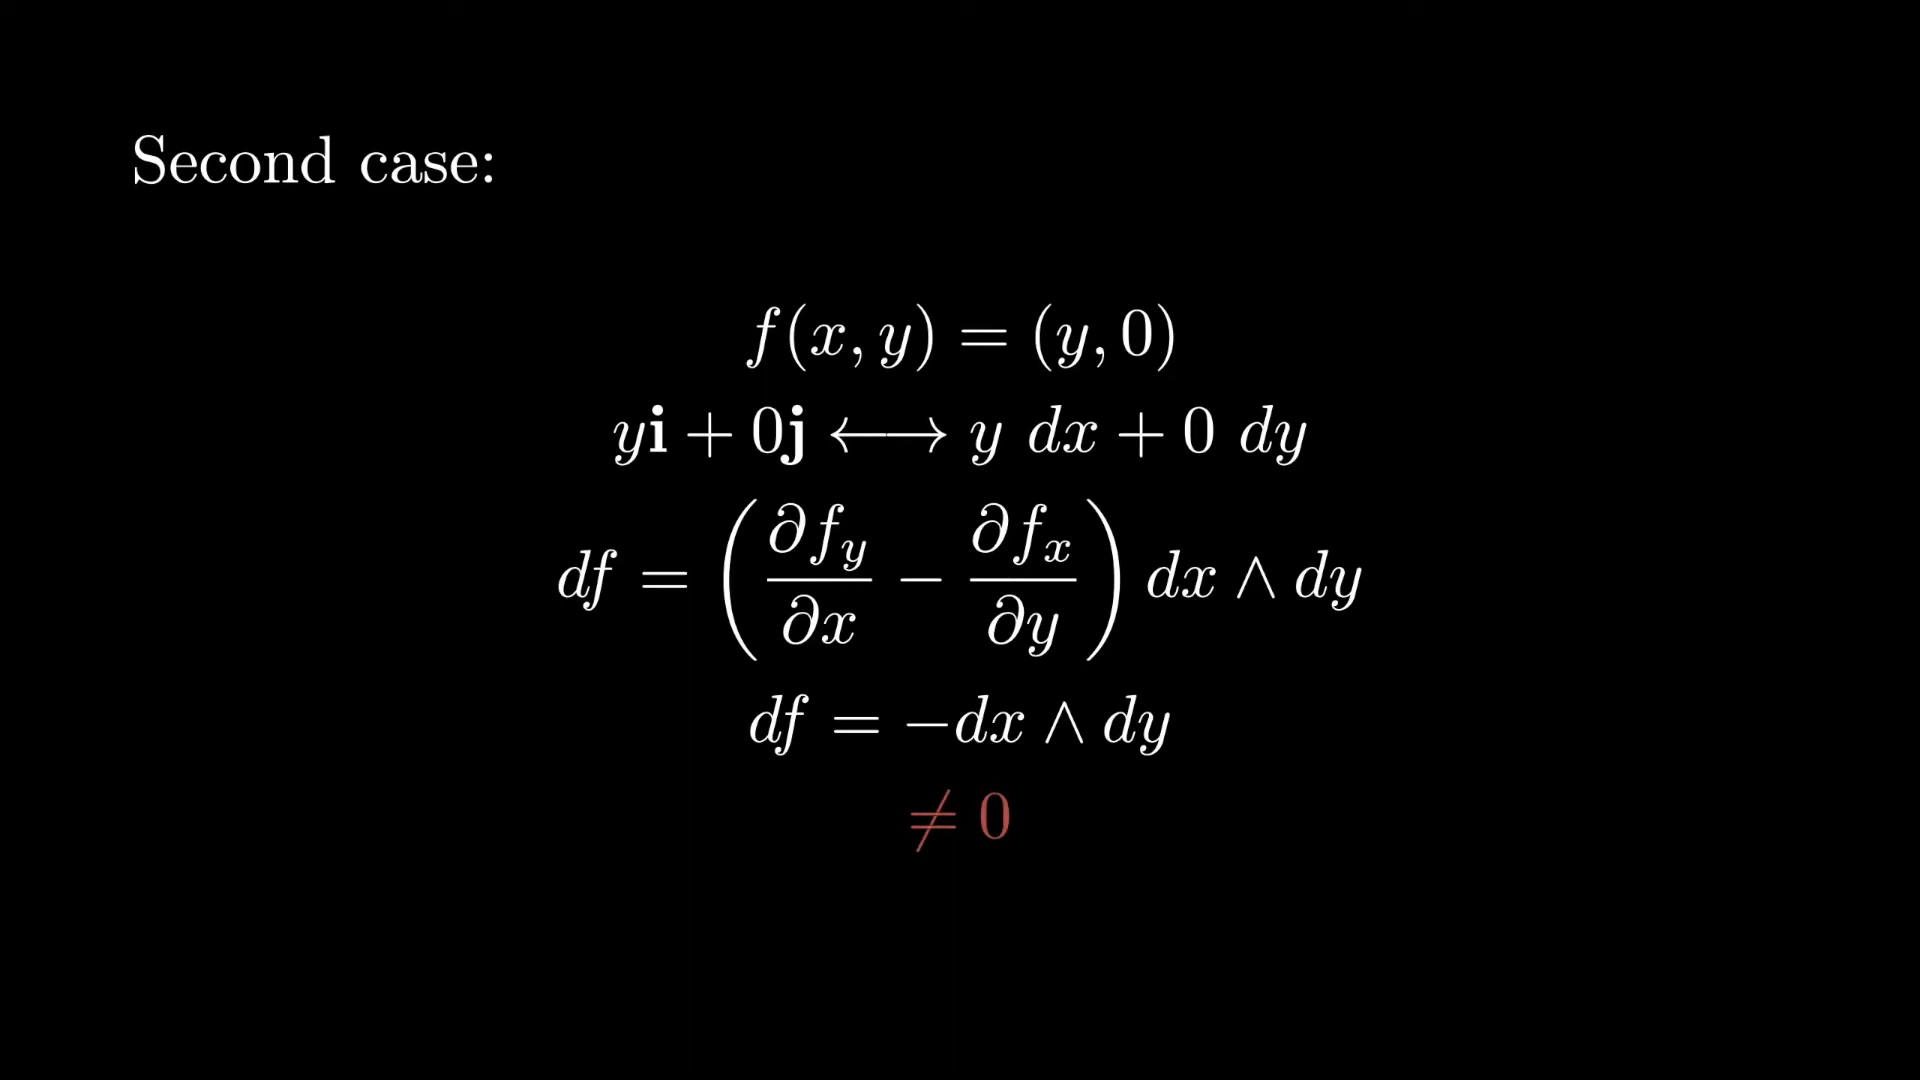 Second case:
f(x, y) = (y, 0)
y𝐢 + 0𝐣 ⟷ y dx + 0 dy
df = (∂f_y/∂x − ∂f_x/∂y) dx ∧ dy
df = −dx ∧ dy
≠ 0